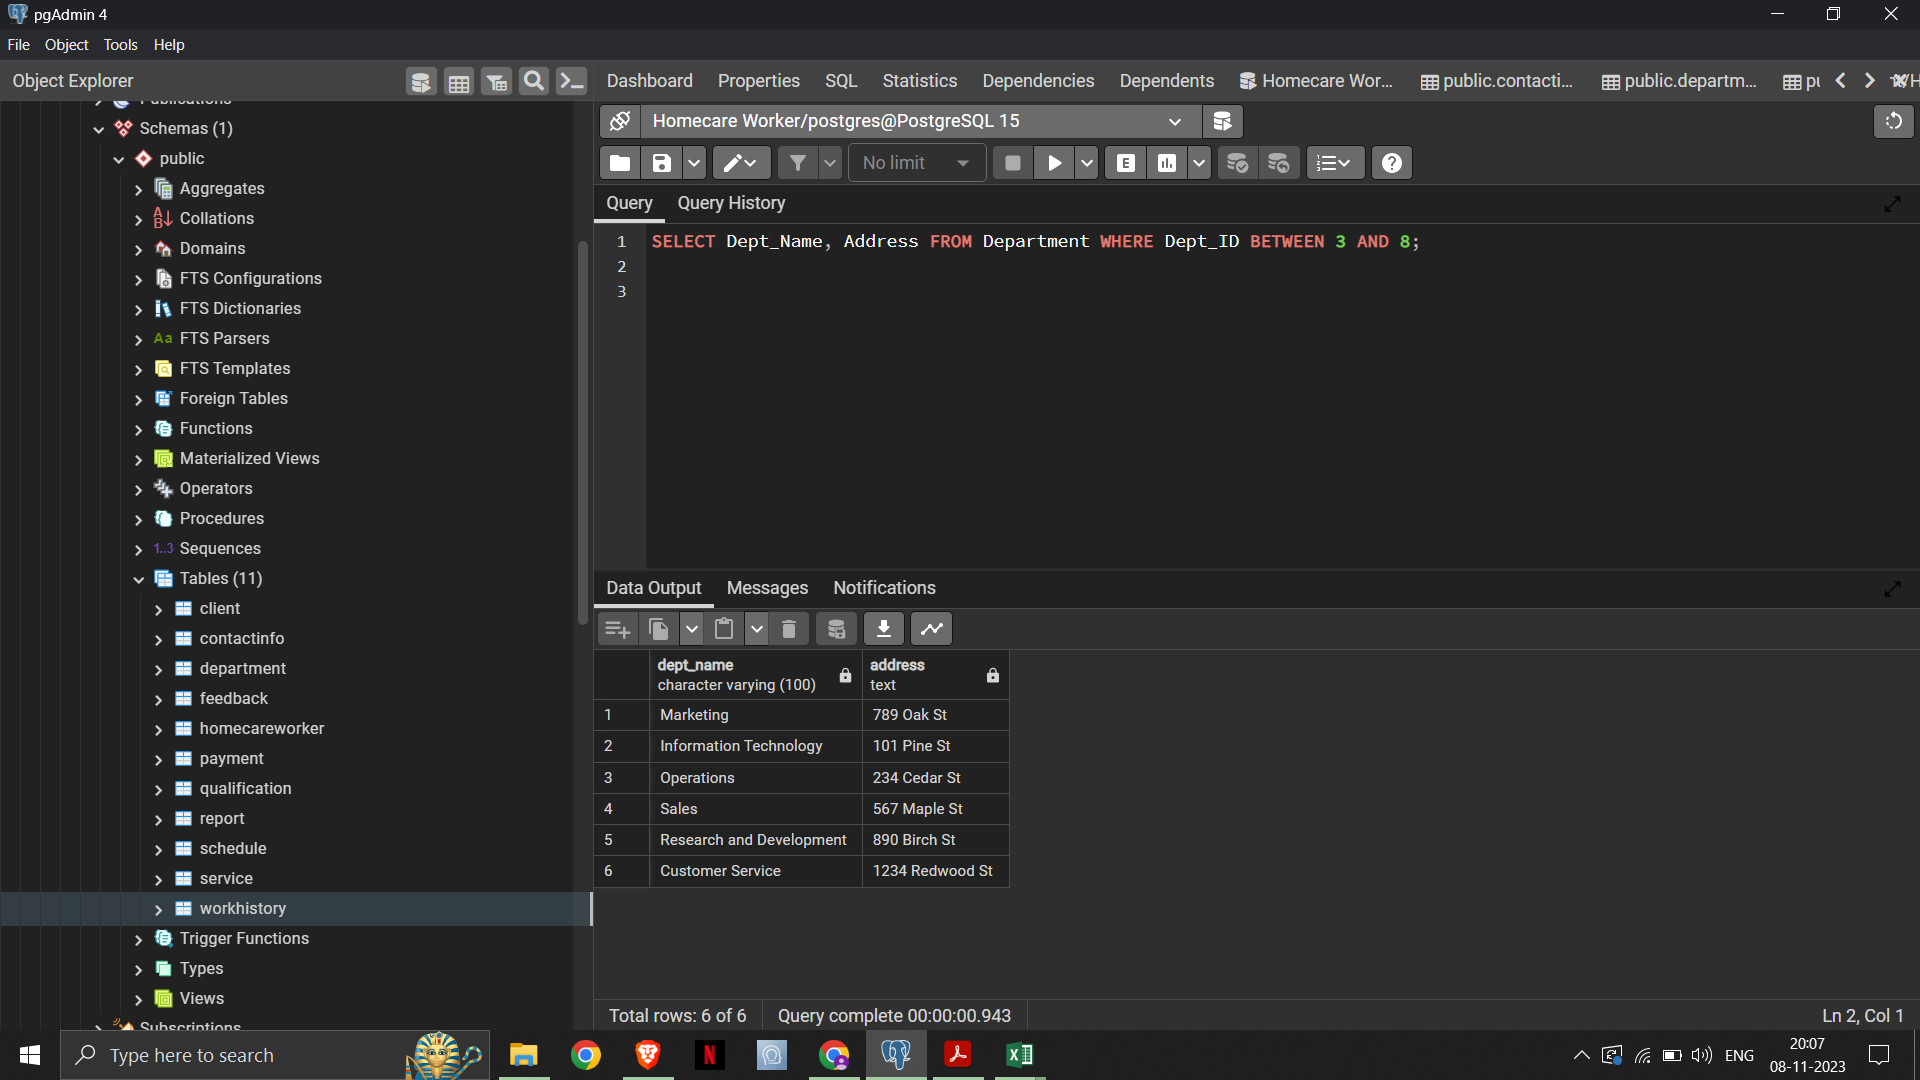 pgAdmin 4
File Object Tools Help
Object Explorer
Dashboard Properties SQL Statistics Dependencies Dependents Homecare Wor... public.contacti... public.departm...
Publications
Schemas (1)
public
Aggregates
Collations
Domains
FTS Configurations
FTS Dictionaries
Aa FTS Parsers
FTS Templates
Foreign Tables
Functions
Materialized Views
Operators
Procedures
1..3 Sequences
Tables (11)
client
contactinfo
department
feedback
homecareworker
payment
qualification
report
schedule
service
workhistory
Trigger Functions
Types
Views
Subscriptions
Homecare Worker/postgres@PostgreSQL 15
No limit
E
Query Query History
1 SELECT Dept_Name, Address FROM Department WHERE Dept_ID BETWEEN 3 AND 8;
2
3
Data Output Messages Notifications
dept_name address
character varying (100) text
1 Marketing 789 Oak St
2 Information Technology 101 Pine St
3 Operations 234 Cedar St
4 Sales 567 Maple St
5 Research and Development 890 Birch St
6 Customer Service 1234 Redwood St
Total rows: 6 of 6 Query complete 00:00:00.943 Ln 2, Col 1
Type here to search
ENG
20:07
08-11-2023